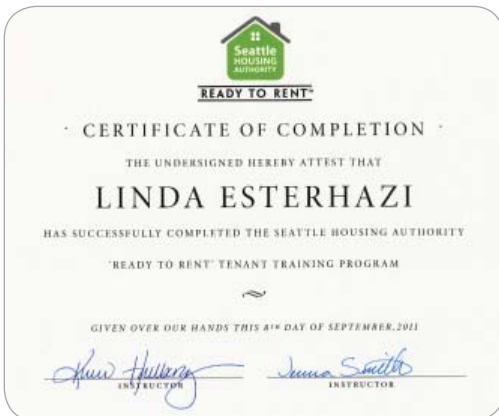 Seattle
HOUSING
AUTHORITY
READY TO RENT™
· CERTIFICATE OF COMPLETION ·
THE UNDERSIGNED HEREBY ATTEST THAT
LINDA ESTERHAZI
HAS SUCCESSFULLY COMPLETED THE SEATTLE HOUSING AUTHORITY
'READY TO RENT' TENANT TRAINING PROGRAM
GIVEN OVER OUR HANDS THIS 8TH DAY OF SEPTEMBER, 2011
Smith
INSTRUCTOR INSTRUCTOR